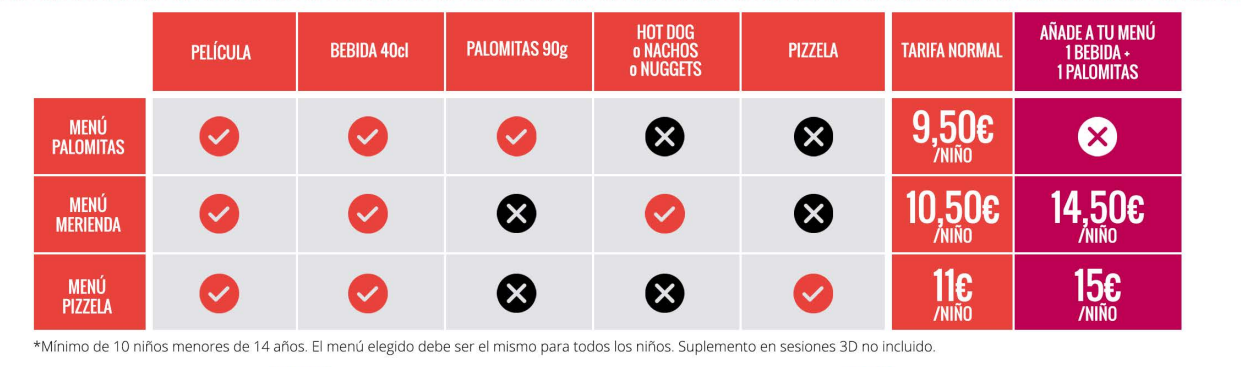 PELÍCULA
BEBIDA 40cl
PALOMITAS 90g
HOT DOG
o NACHOS
o NUGGETS
PIZZELA
TARIFA NORMAL
AÑADE A TU MENÚ
1 BEBIDA +
1 PALOMITAS
MENÚ
PALOMITAS
9,50€
/NIÑO
MENÚ
MERIENDA
10,50€
/NIÑO
14,50€
/NIÑO
MENÚ
PIZZELA
11€
/NIÑO
15€
/NIÑO
*Mínimo de 10 niños menores de 14 años. El menú elegido debe ser el mismo para todos los niños. Suplemento en sesiones 3D no incluido.